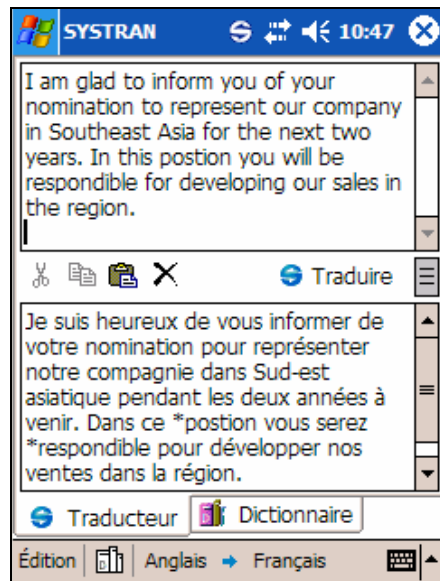 SYSTRAN 10:47
I am glad to inform you of your
nomination to represent our company
in Southeast Asia for the next two
years. In this postion you will be
respondible for developing our sales in
the region.
Traduire
Je suis heureux de vous informer de
votre nomination pour représenter
notre compagnie dans Sud-est
asiatique pendant les deux années à
venir. Dans ce *postion vous serez
*respondible pour développer nos
ventes dans la région.
Traducteur Dictionnaire
Édition Anglais Français